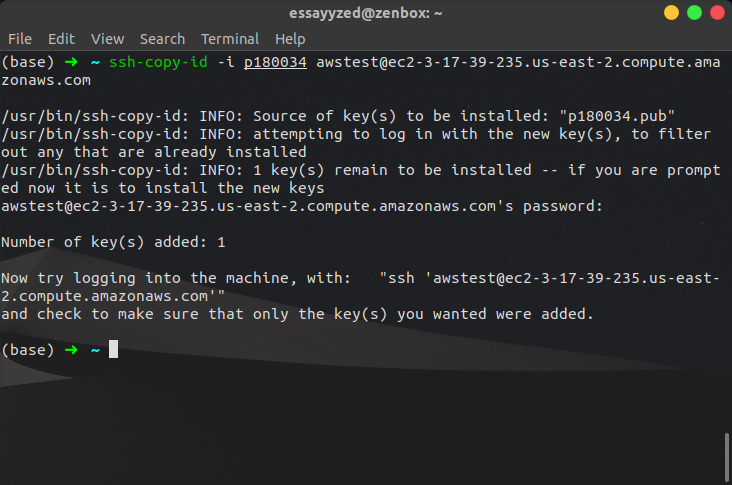 essayyzed@zenbox: ~
File Edit View Search Terminal Help
(base) ➜ ~ ssh-copy-id -i p180034 awstest@ec2-3-17-39-235.us-east-2.compute.ama
zonaws.com
/usr/bin/ssh-copy-id: INFO: Source of key(s) to be installed: "p180034.pub"
/usr/bin/ssh-copy-id: INFO: attempting to log in with the new key(s), to filter
out any that are already installed
/usr/bin/ssh-copy-id: INFO: 1 key(s) remain to be installed -- if you are prompt
ed now it is to install the new keys
awstest@ec2-3-17-39-235.us-east-2.compute.amazonaws.com's password:
Number of key(s) added: 1
Now try logging into the machine, with: "ssh 'awstest@ec2-3-17-39-235.us-east-
2.compute.amazonaws.com'"
and check to make sure that only the key(s) you wanted were added.
(base) ➜ ~